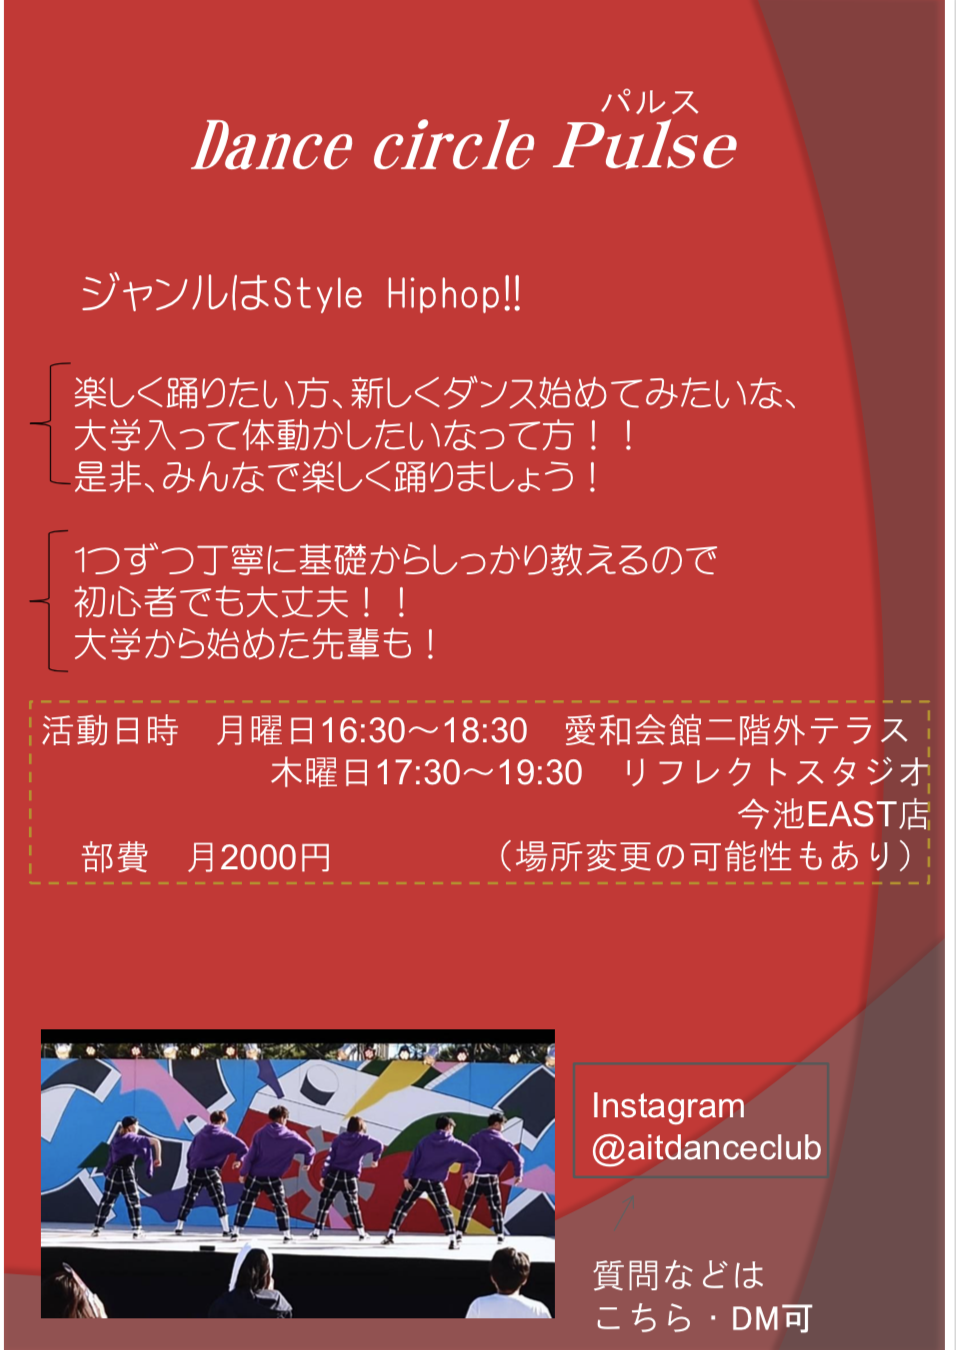 パルス
Dance circle Pulse
ジャンルはStyle Hiphop!!
楽しく踊りたい方、新しくダンス始めてみたいな、
大学入って体動かしたいなって方！！
是非、みんなで楽しく踊りましょう！
1つずつ丁寧に基礎からしっかり教えるので
初心者でも大丈夫！！
大学から始めた先輩も！
活動日時　月曜日16:30～18:30　愛和会館二階外テラス
木曜日17:30～19:30　リフレクトスタジオ
今池EAST店
部費　月2000円　（場所変更の可能性もあり）
Instagram
@aitdanceclub
質問などは
こちら・DM可